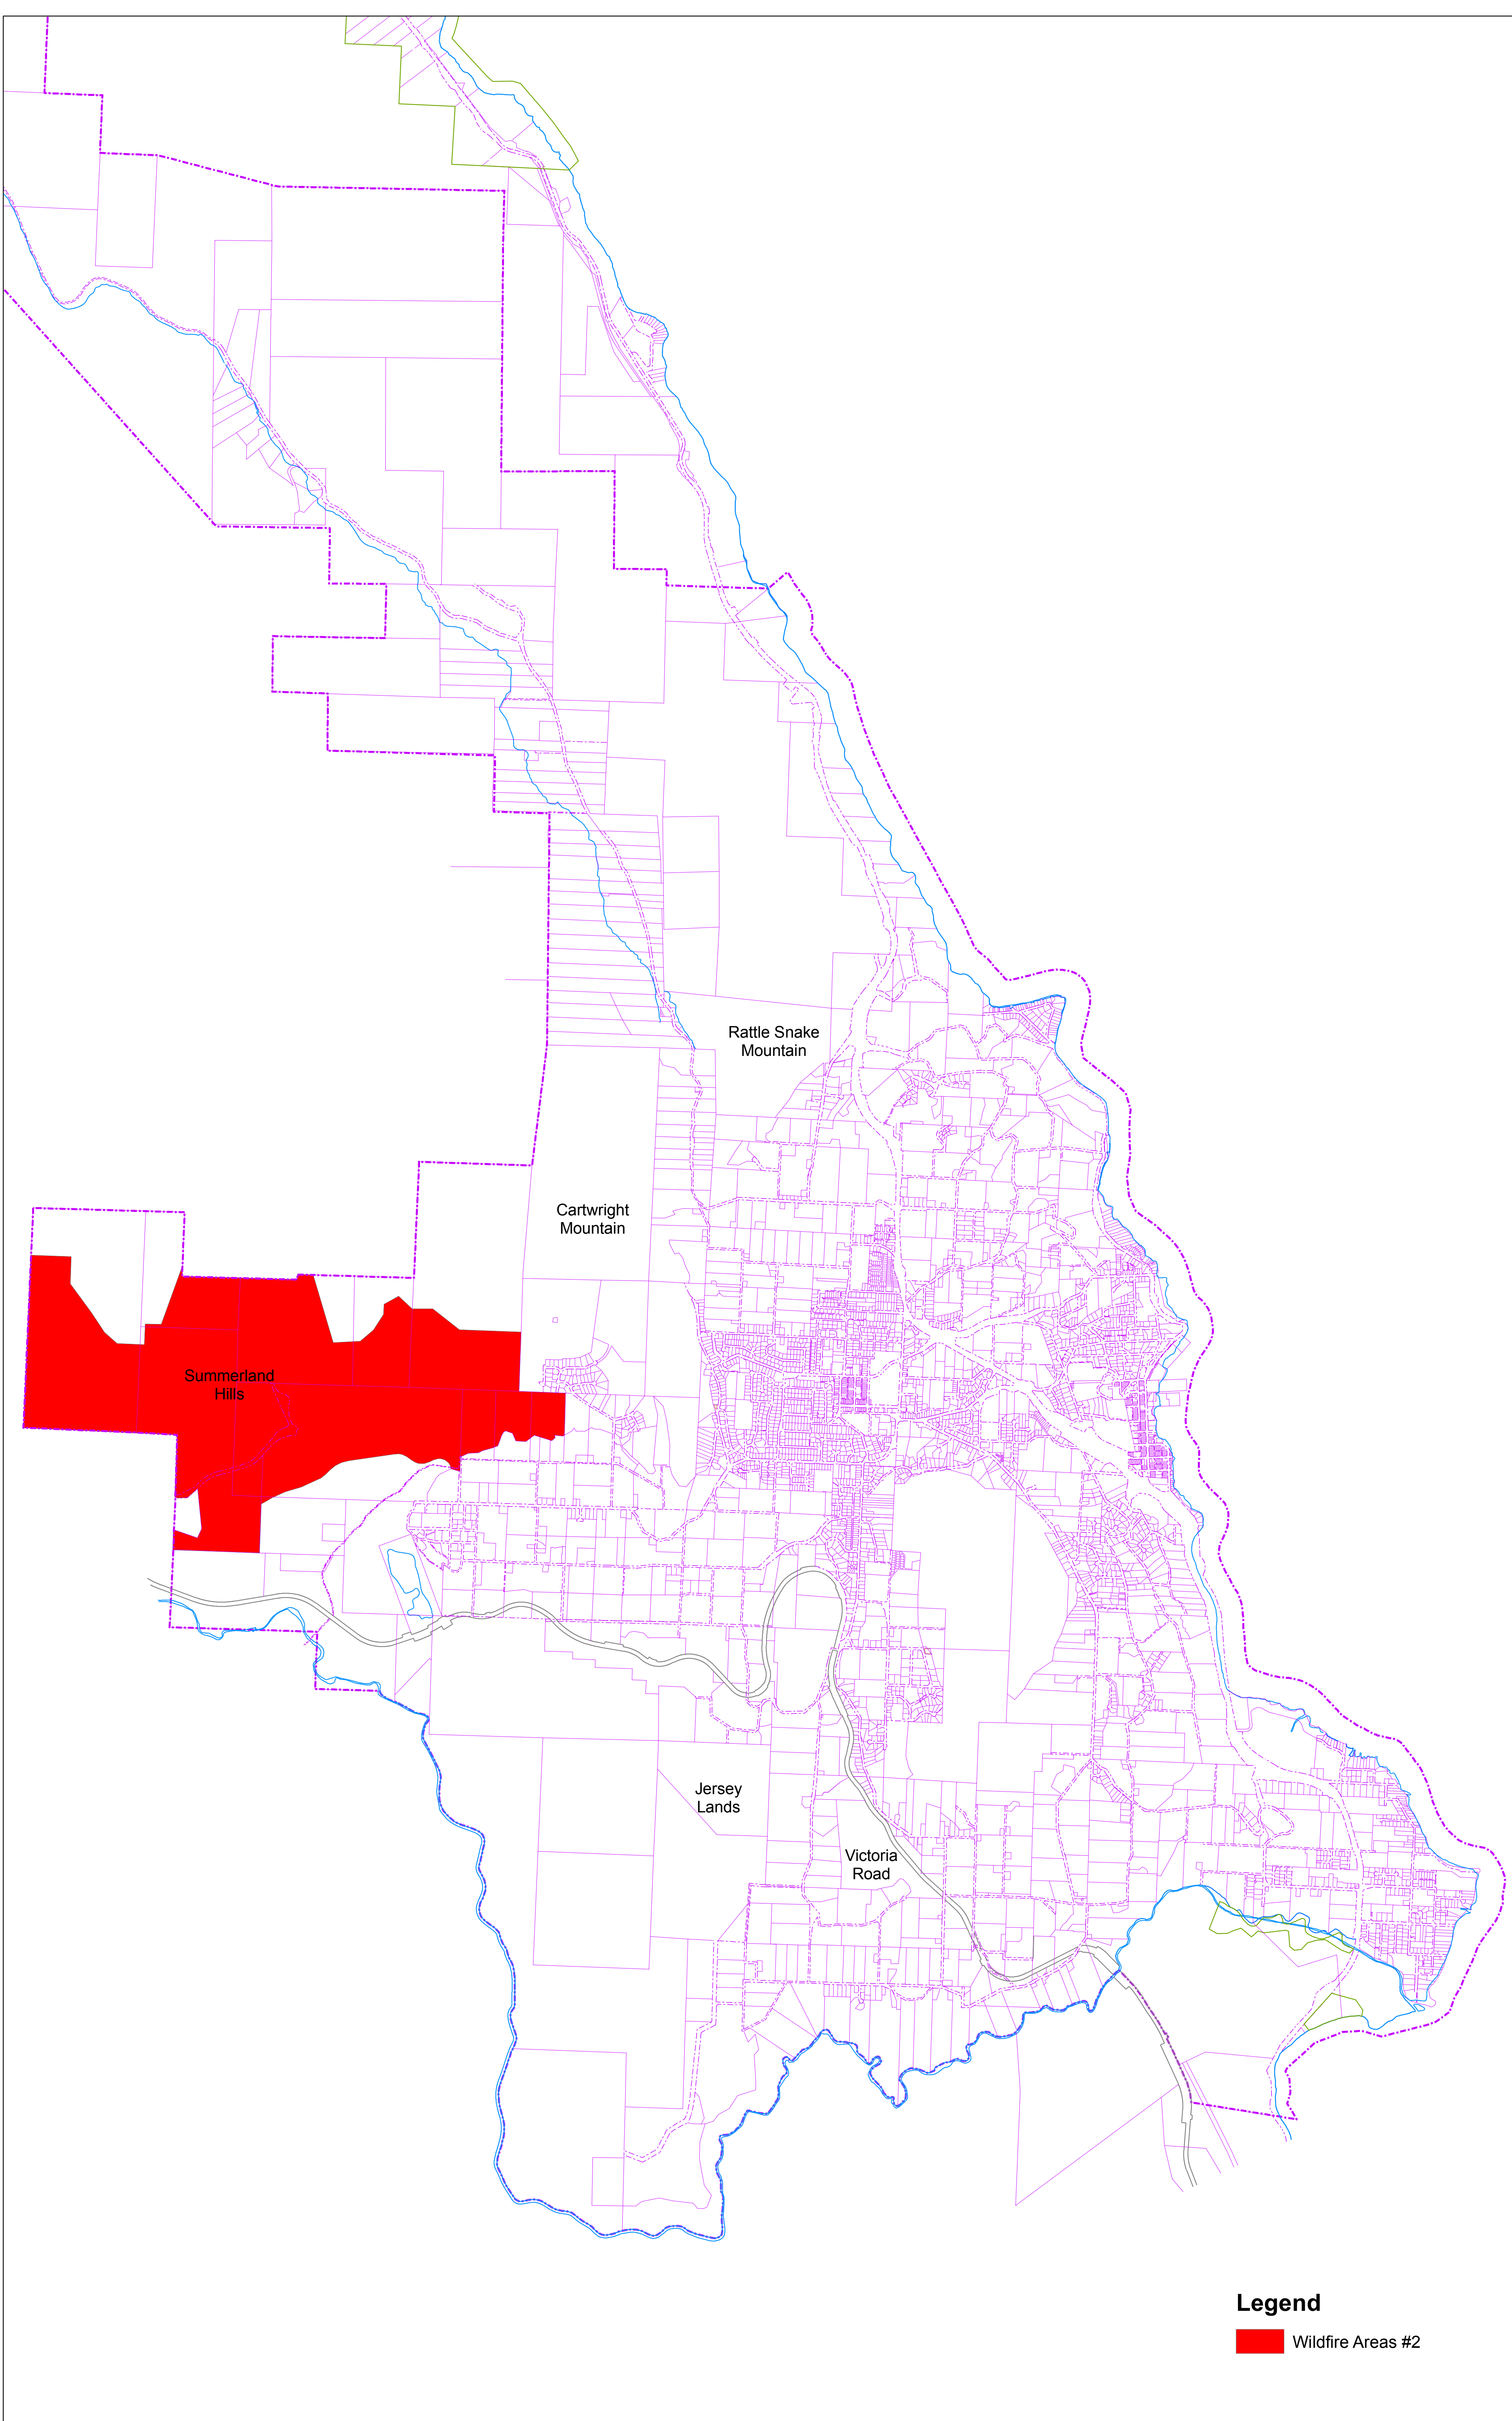 Rattle Snake
Mountain
Cartwright
Mountain
Summerland
Hills
Jersey
Lands
Victoria
Road
Legend
Wildfire Areas #2